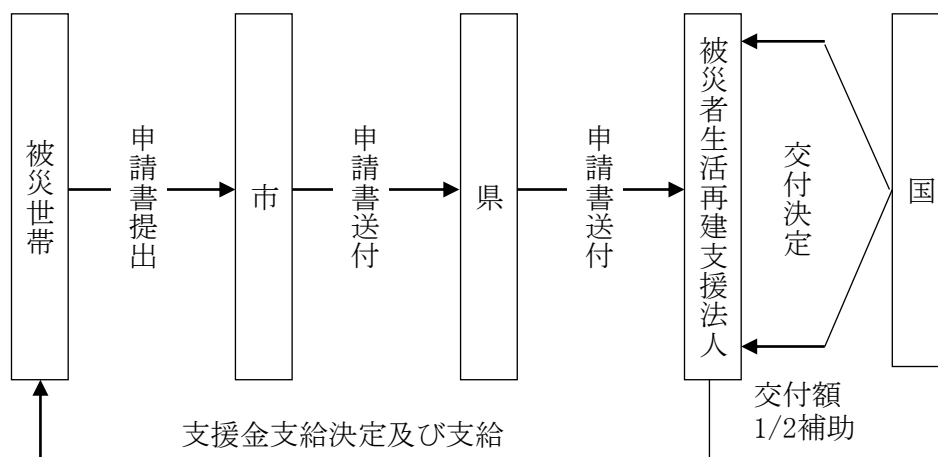 被災世帯
申請書提出
市
申請書送付
県
申請書送付
被災者生活再建支援法人
交付決定
国
交付額
1/2補助
支援金支給決定及び支給